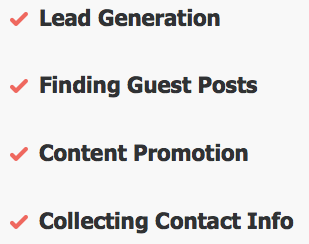 Lead Generation
Finding Guest Posts
Content Promotion
Collecting Contact Info